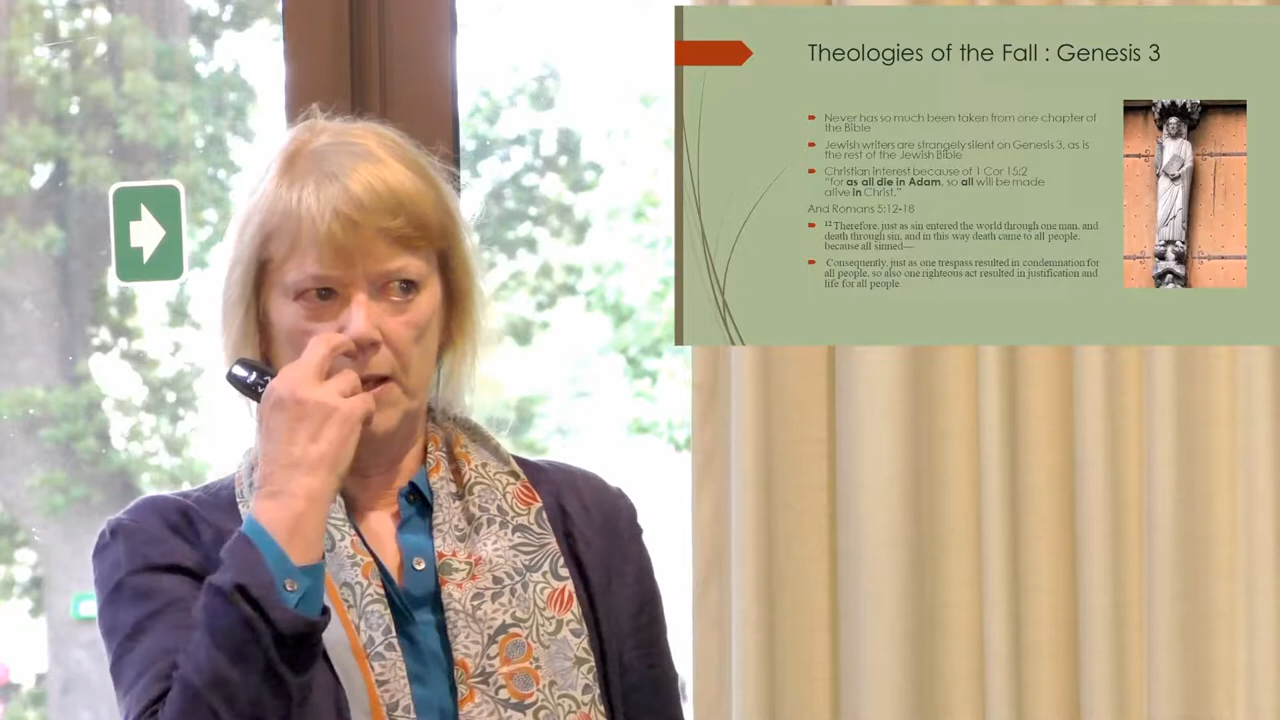 Theologies of the Fall : Genesis 3
Never has so much been taken from one chapter of
the Bible
Jewish writers are strangely silent on Genesis 3, as is
the rest of the Jewish Bible
Christian interest because of 1 Cor 15:2
"for as all die in Adam, so all will be made
alive in Christ."
And Romans 5:12-18
12 Therefore, just as sin entered the world through one man, and
death through sin, and in this way death came to all people,
because all sinned—
Consequently, just as one trespass resulted in condemnation for
all people, so also one righteous act resulted in justification and
life for all people.